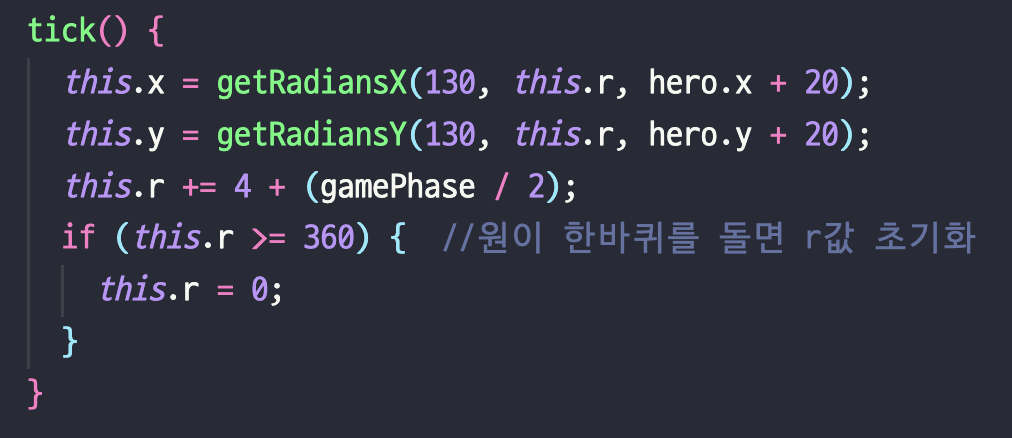 tick() {
this.x = getRadiansX(130, this.r, hero.x + 20);
this.y = getRadiansY(130, this.r, hero.y + 20);
this.r += 4 + (gamePhase / 2);
if (this.r >= 360) { //원이 한바퀴를 돌면 r값 초기화
this.r = 0;
}
}